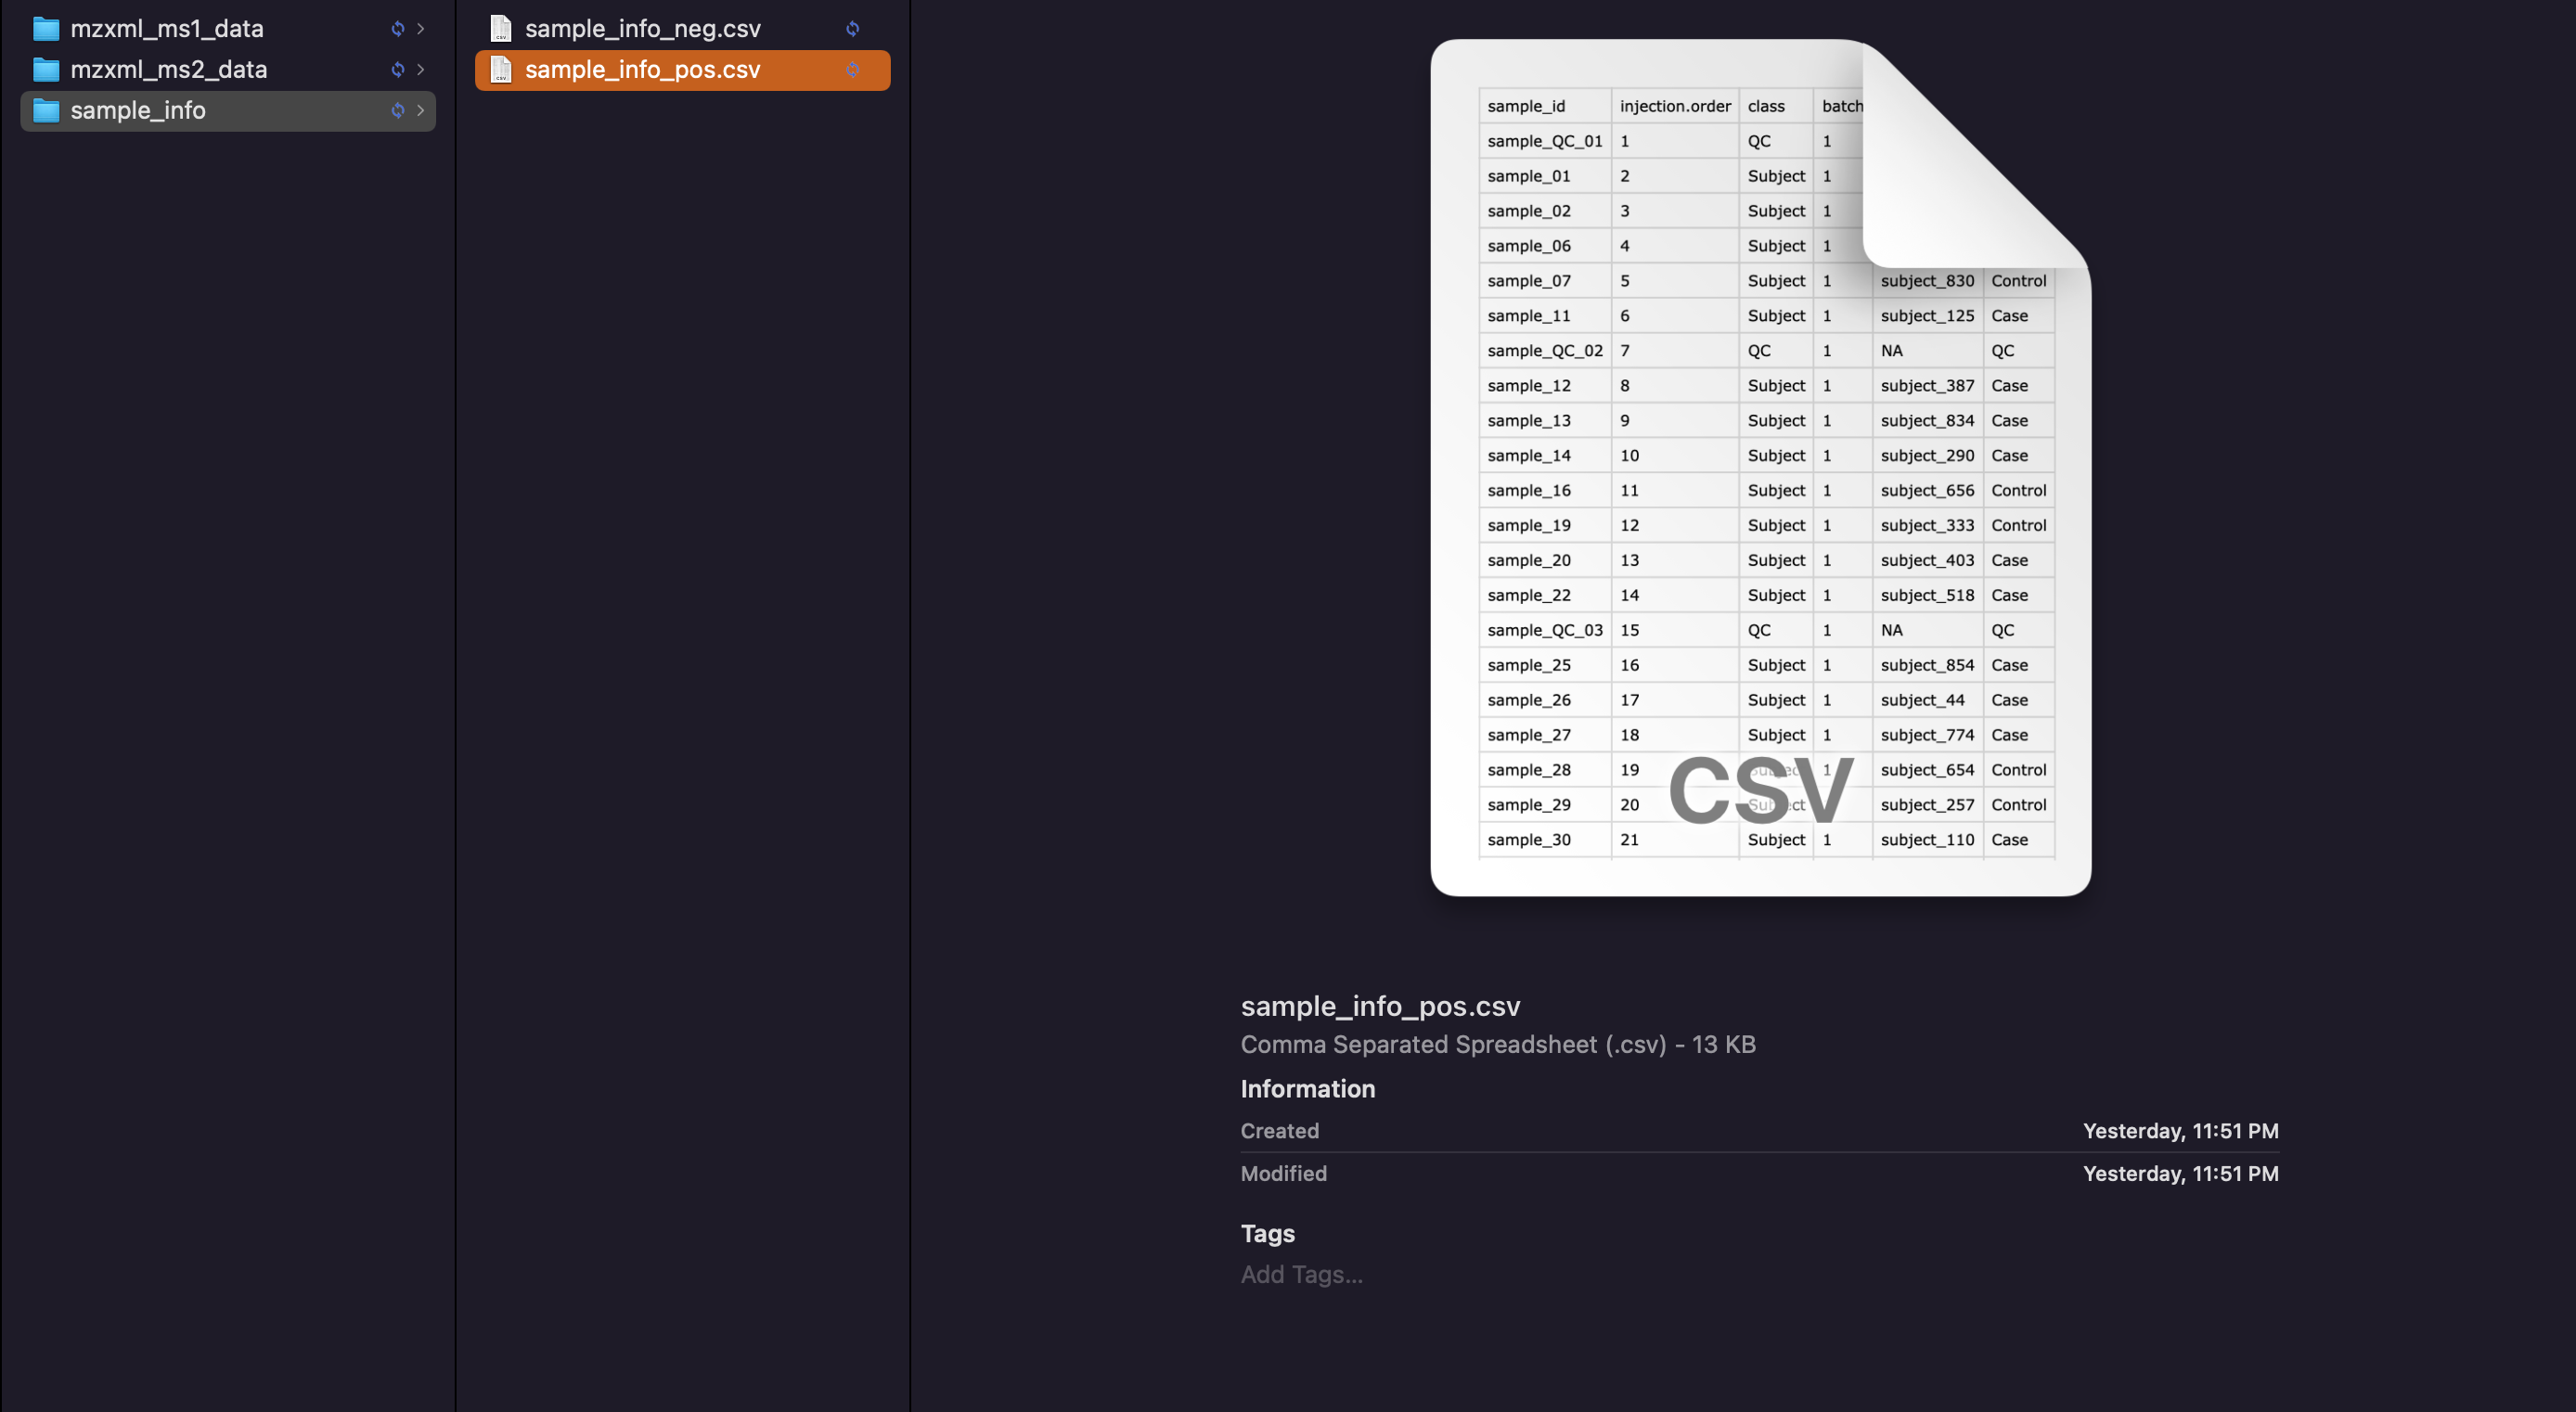 mzxml_ms1_data
mzxml_ms2_data
sample_info
sample_info_neg.csv
sample_info_pos.csv
sample_id injection.order class batch
sample_QC_01 1 QC 1
sample_01 2 Subject 1
sample_02 3 Subject 1
sample_06 4 Subject 1
sample_07 5 Subject 1 subject_830 Control
sample_11 6 Subject 1 subject_125 Case
sample_QC_02 7 QC 1 NA QC
sample_12 8 Subject 1 subject_387 Case
sample_13 9 Subject 1 subject_834 Case
sample_14 10 Subject 1 subject_290 Case
sample_16 11 Subject 1 subject_656 Control
sample_19 12 Subject 1 subject_333 Control
sample_20 13 Subject 1 subject_403 Case
sample_22 14 Subject 1 subject_518 Case
sample_QC_03 15 QC 1 NA QC
sample_25 16 Subject 1 subject_854 Case
sample_26 17 Subject 1 subject_44 Case
sample_27 18 Subject 1 subject_774 Case
sample_28 19 Subject 1 subject_654 Control
sample_29 20 Subject subject_257 Control
sample_30 21 Subject 1 subject_110 Case
CSV
sample_info_pos.csv
Comma Separated Spreadsheet (.csv) - 13 KB
Information
Created Yesterday, 11:51 PM
Modified Yesterday, 11:51 PM
Tags
Add Tags...